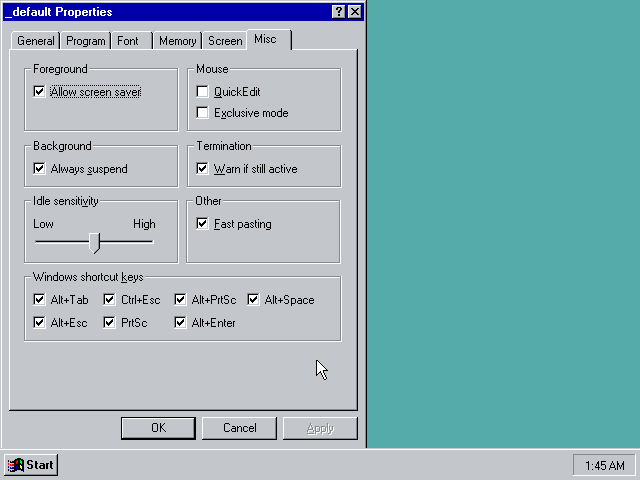 _default Properties
General Program Font Memory Screen Misc
Foreground
Allow screen saver
Mouse
QuickEdit
Exclusive mode
Background
Always suspend
Termination
Warn if still active
Idle sensitivity
Low High
Other
Fast pasting
Windows shortcut keys
Alt+Tab Ctrl+Esc Alt+PrtSc Alt+Space
Alt+Esc PrtSc Alt+Enter
OK Cancel Apply
Start 1:45 AM